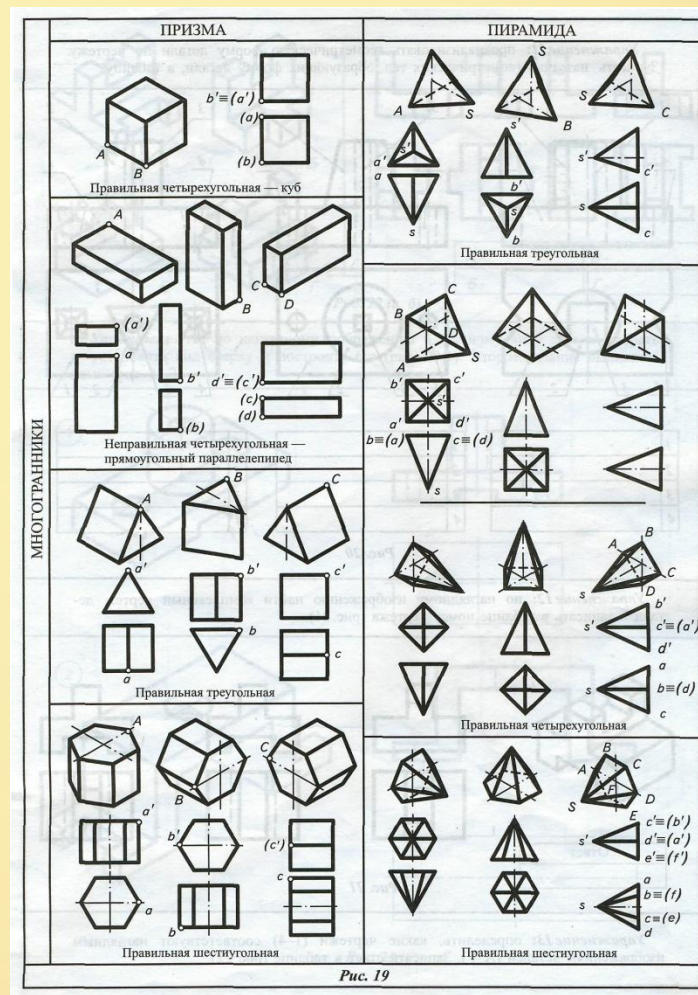 ПРИЗМА
ПИРАМИДА
МНОГОГРАННИКИ
A
B
b'≡(a')
(a)
(b)
Правильная четырехугольная — куб
A
B
C
D
(a')
a
b'
(b)
d'≡(c')
(c)
(d)
Неправильная четырехугольная —
прямоугольный параллелепипед
A
B
C
a'
b'
c'
a
b
c
Правильная треугольная
A
B
C
a'
b'
(c')
a
b
c
Правильная шестиугольная
A
S
S
B
S
C
s'
a'
a
s
s'
b'
s
b
s'
c'
s
c
Правильная треугольная
C
B
D
A
S
b'
c'
s'
a'
d'
b≡(a)
c≡(d)
s
A
B
C
D
s
b'
s'
c'≡(a')
d'
a
s
b≡(d)
c
Правильная четырехугольная
B
A
C
F
D
S
E
c'≡(b')
s'
d'≡(a')
e'≡(f')
a
b≡(f)
s
c≡(e)
d
Правильная шестиугольная
Рис. 19